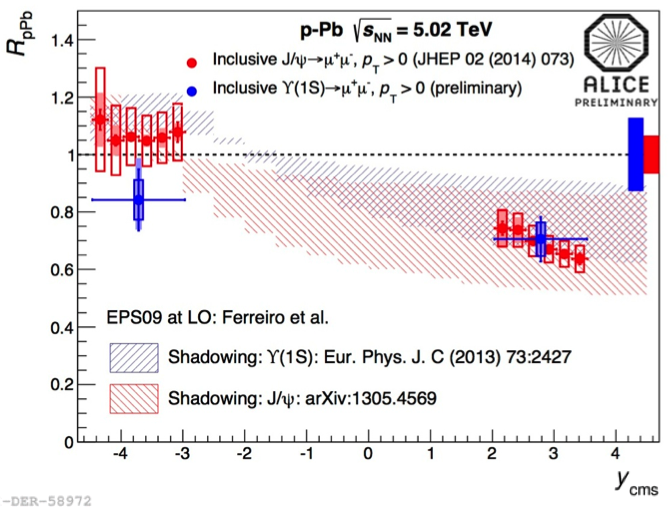 R_pPb
p-Pb √s_NN = 5.02 TeV
Inclusive J/ψ→μ⁺μ⁻, p_T > 0 (JHEP 02 (2014) 073)
Inclusive ϒ(1S)→μ⁺μ⁻, p_T > 0 (preliminary)
ALICE
PRELIMINARY
1.4
1.2
1
0.8
0.6
0.4
0.2
0
EPS09 at LO: Ferreiro et al.
Shadowing: ϒ(1S): Eur. Phys. J. C (2013) 73:2427
Shadowing: J/ψ: arXiv:1305.4569
-4 -3 -2 -1 0 1 2 3 4
y_cms
-DER-58972